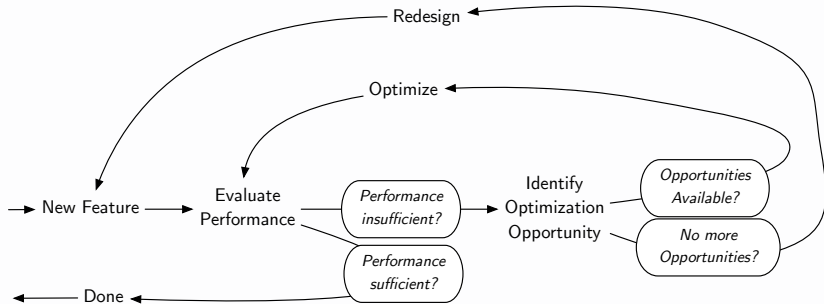 Redesign
Optimize
New Feature
Evaluate
Performance
Performance
insufficient?
Identify
Optimization
Opportunity
Opportunities
Available?
No more
Opportunities?
Performance
sufficient?
Done